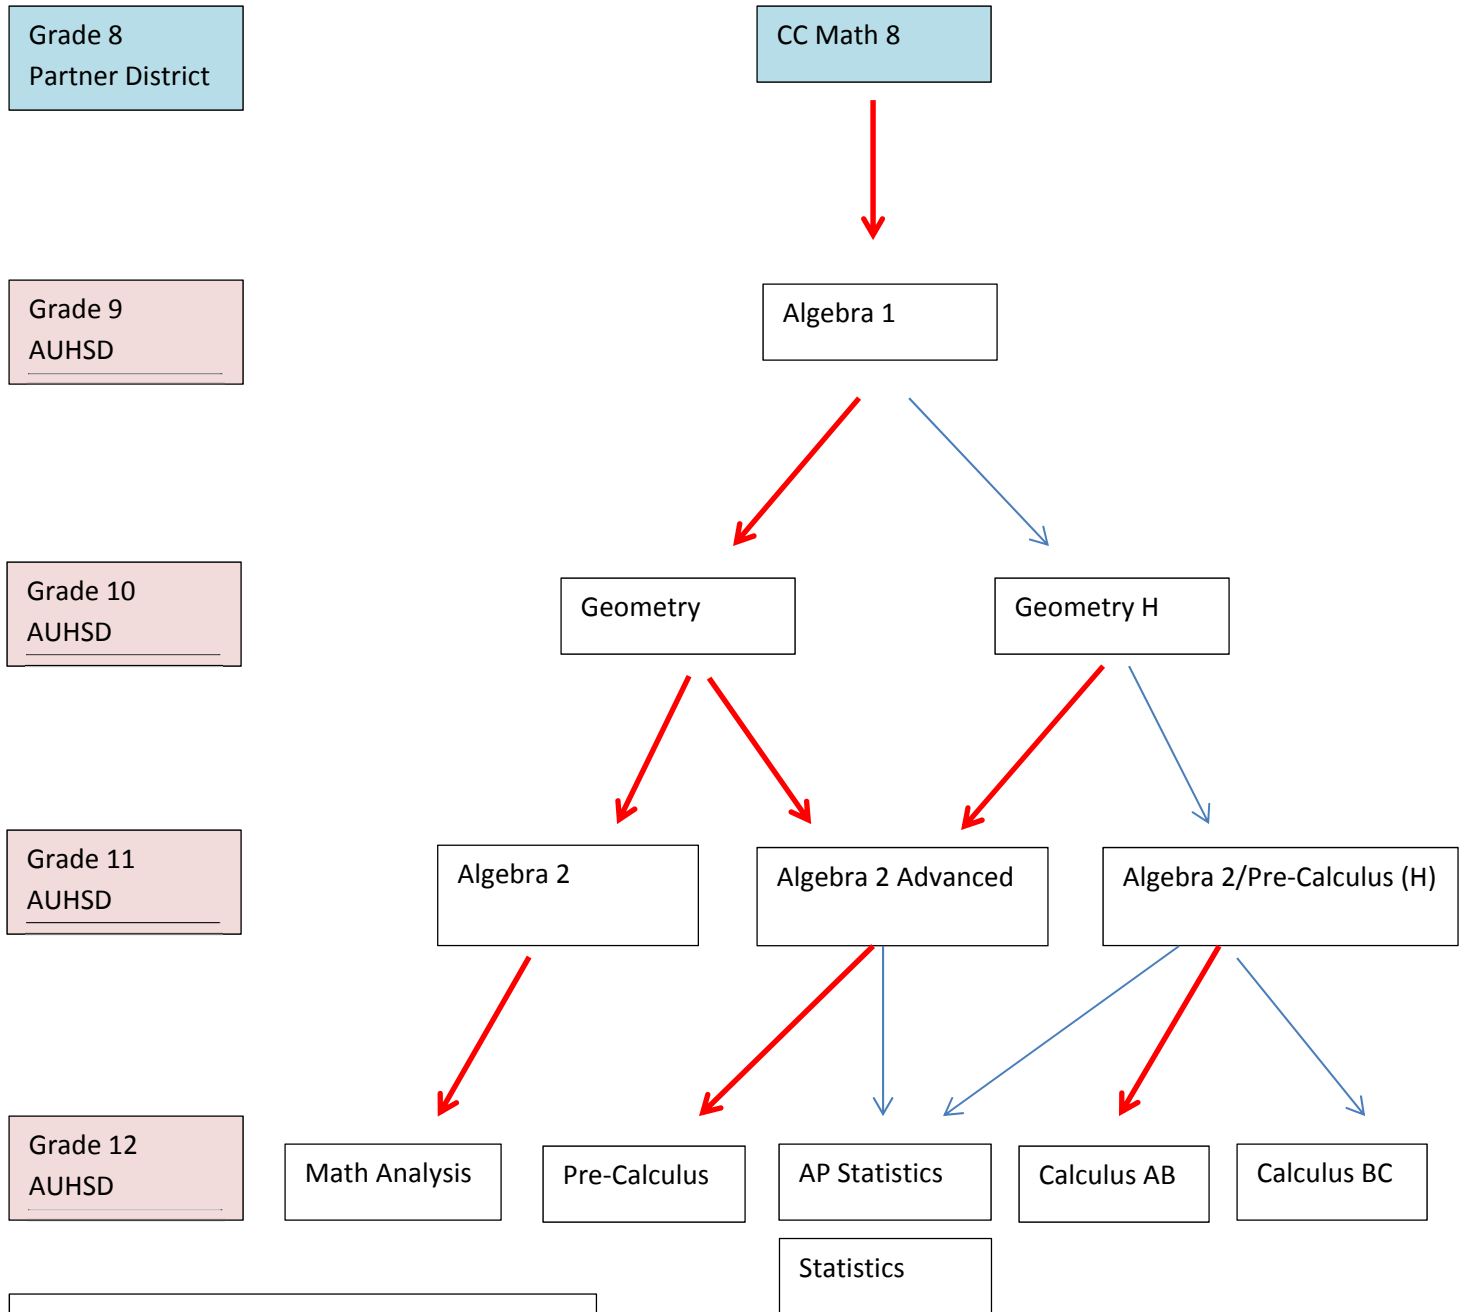 Grade 8
Partner District
CC Math 8
Grade 9
AUHSD
Algebra 1
Grade 10
AUHSD
Geometry
Geometry H
Grade 11
AUHSD
Algebra 2
Algebra 2 Advanced
Algebra 2/Pre-Calculus (H)
Grade 12
AUHSD
Math Analysis
Pre-Calculus
AP Statistics
Calculus AB
Calculus BC
Statistics